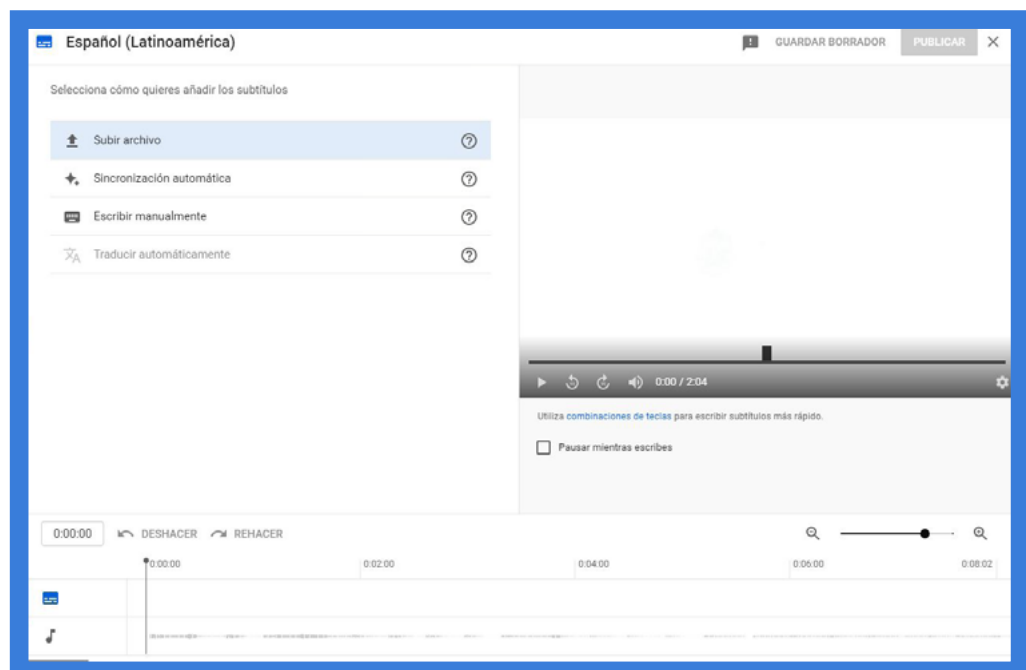 Español (Latinoamérica)
GUARDAR BORRADOR
PUBLICAR
Selecciona cómo quieres añadir los subtítulos
Subir archivo
Sincronización automática
Escribir manualmente
Traducir automáticamente
0:00 / 2:04
Utiliza combinaciones de teclas para escribir subtítulos más rápido.
Pausar mientras escribes
0:00:00 DESHACER REHACER
0:00:00 0:02:00 0:04:00 0:06:00 0:08:02